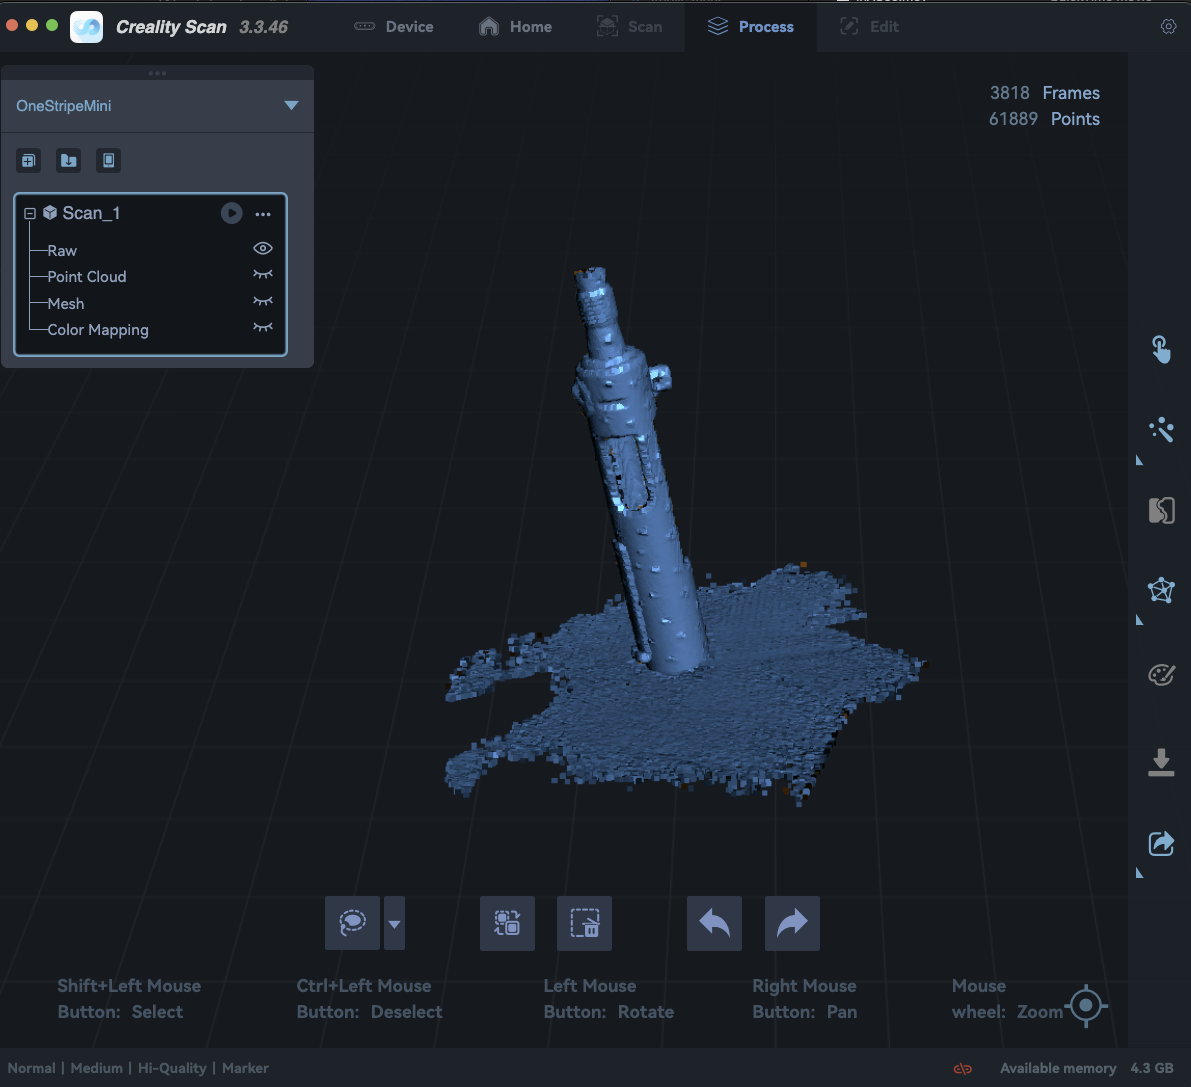 Creality Scan 3.3.46
Device
Home
Scan
Process
Edit
OneStripeMini
3818 Frames
61889 Points
Scan_1
Raw
Point Cloud
Mesh
Color Mapping
Shift+Left Mouse
Button: Select
Ctrl+Left Mouse
Button: Deselect
Left Mouse
Button: Rotate
Right Mouse
Button: Pan
Mouse
wheel: Zoom
Normal | Medium | Hi-Quality | Marker
Available memory 4.3 GB